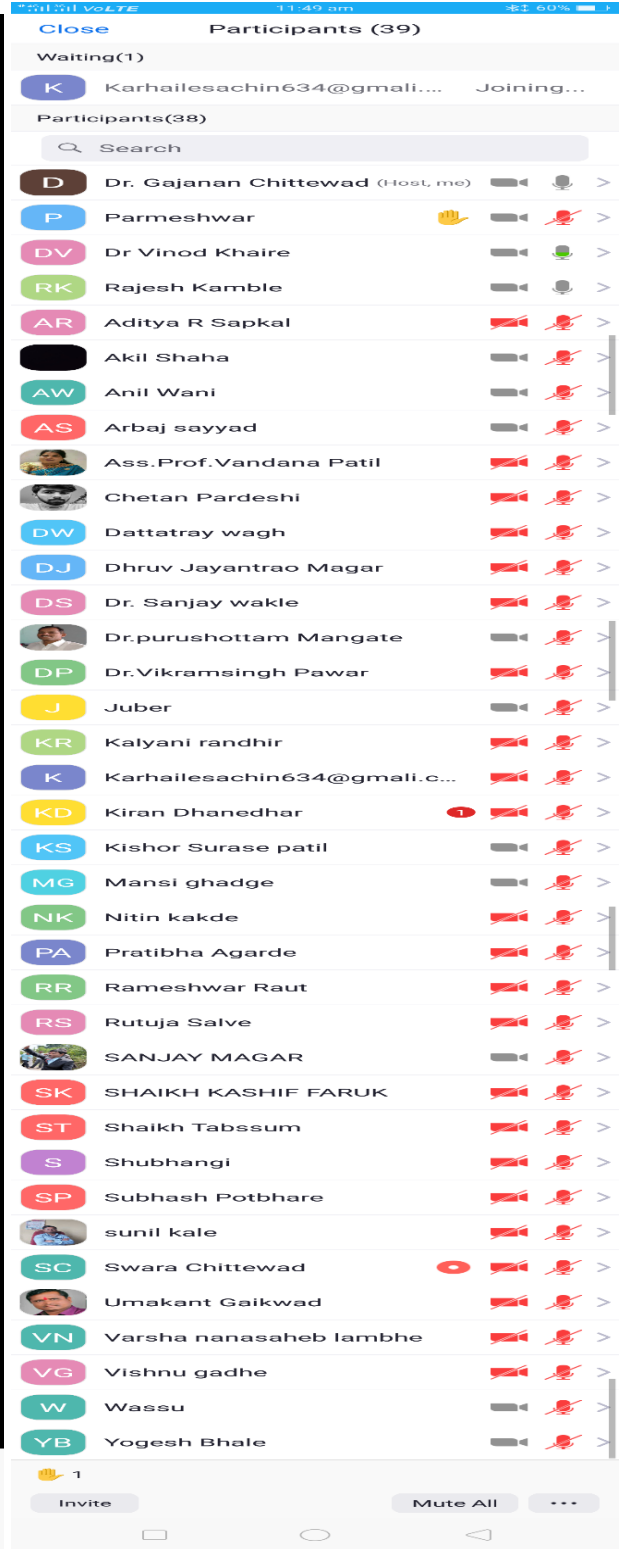 VoLTE 11:49 am 60%
Close Participants (39)
Waiting(1)
K Karhailesachin634@gmali.... Joining...
Participants(38)
Search
D Dr. Gajanan Chittewad (Host, me)
P Parmeshwar
DV Dr Vinod Khaire
RK Rajesh Kamble
AR Aditya R Sapkal
Akil Shaha
AW Anil Wani
AS Arbaj sayyad
Ass.Prof.Vandana Patil
Chetan Pardeshi
DW Dattatray wagh
DJ Dhruv Jayantrao Magar
DS Dr. Sanjay wakle
Dr.purushottam Mangate
DP Dr.Vikramsingh Pawar
J Juber
KR Kalyani randhir
K Karhailesachin634@gmali.c...
KD Kiran Dhanedhar 1
KS Kishor Surase patil
MG Mansi ghadge
NK Nitin kakde
PA Pratibha Agarde
RR Rameshwar Raut
RS Rutuja Salve
SANJAY MAGAR
SK SHAIKH KASHIF FARUK
ST Shaikh Tabssum
S Shubhangi
SP Subhash Potbhare
sunil kale
SC Swara Chittewad
Umakant Gaikwad
VN Varsha nanasaheb lambhe
VG Vishnu gadhe
W Wassu
YB Yogesh Bhale
1
Invite Mute All ...